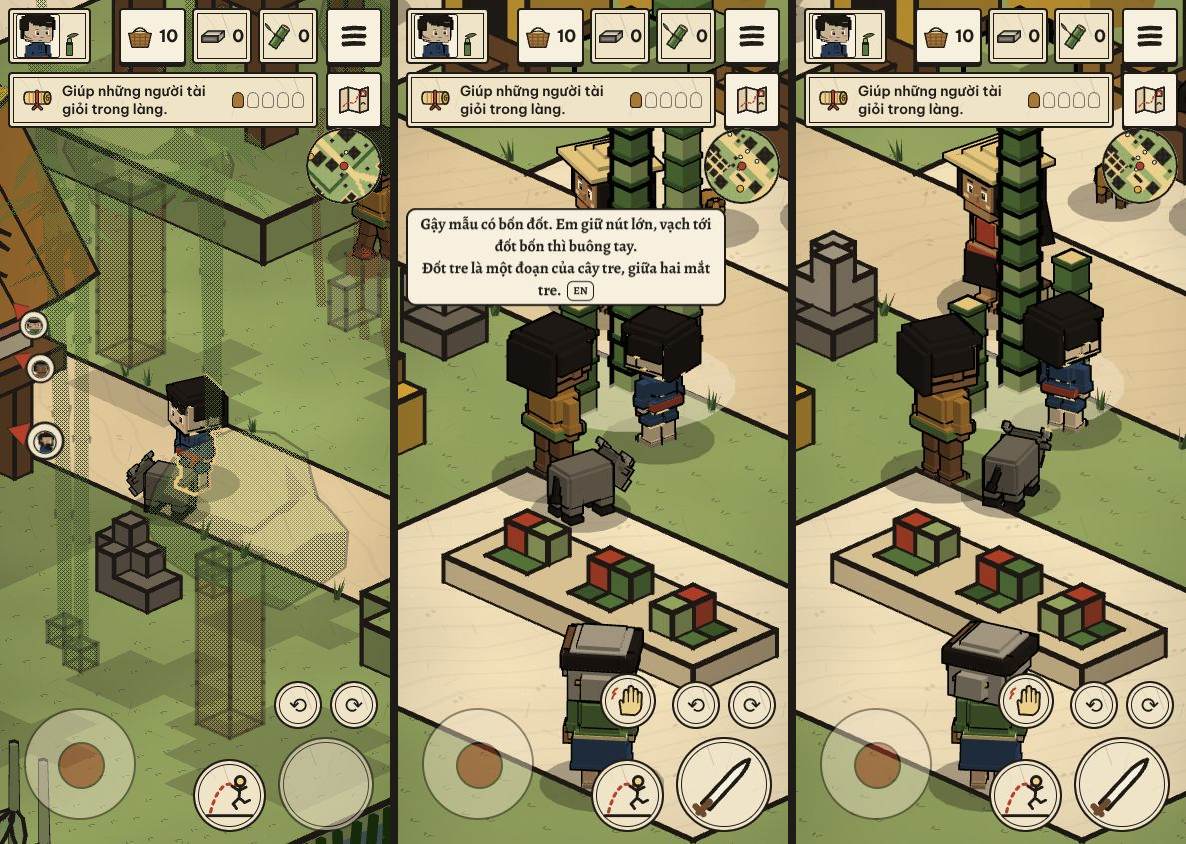 10
0
0
Giúp những người tài
giỏi trong làng.
10
0
0
Giúp những người tài
giỏi trong làng.
Gậy mẫu có bốn đốt. Em giữ nút lớn, vạch tới
đốt bốn thì buông tay.
Đốt tre là một đoạn của cây tre, giữa hai mắt
tre. EN
10
0
0
Giúp những người tài
giỏi trong làng.